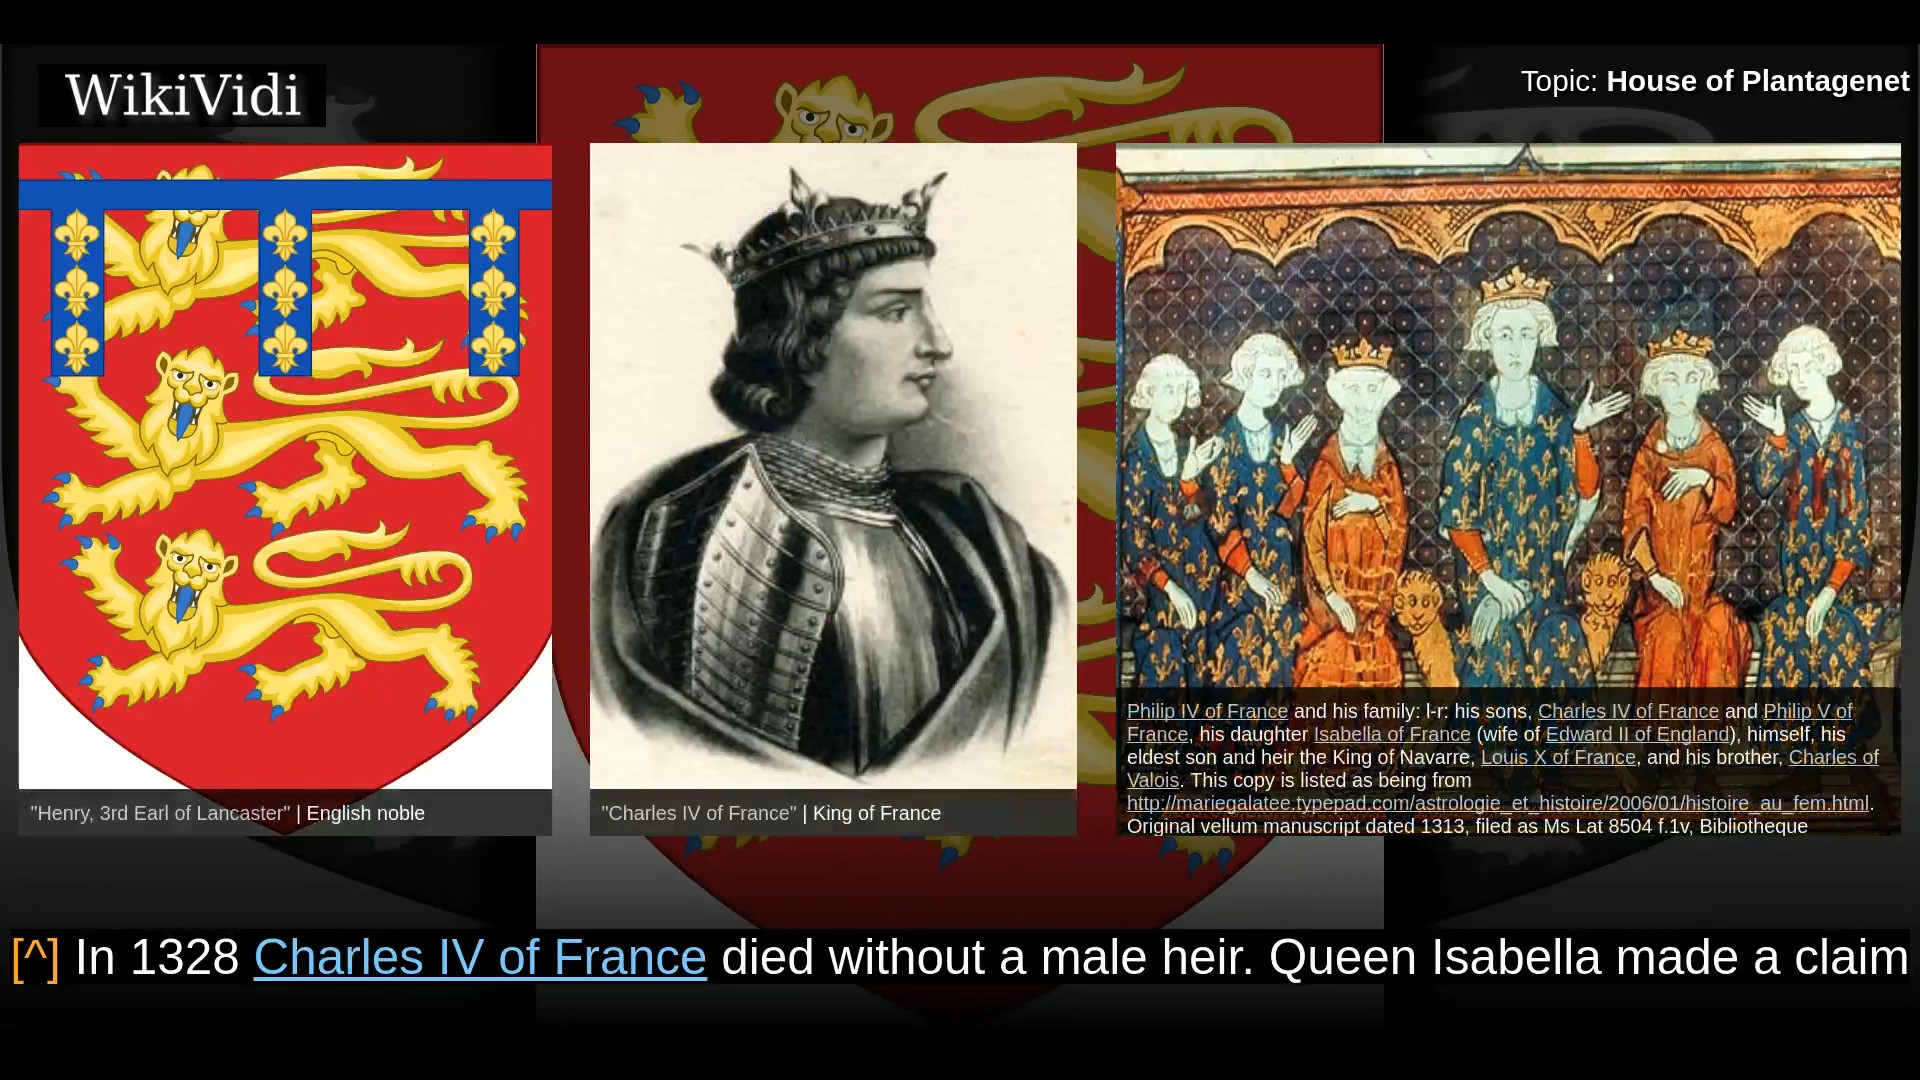 WikiVidi
Topic: House of Plantagenet
"Henry, 3rd Earl of Lancaster" | English noble
"Charles IV of France" | King of France
Philip IV of France and his family: l-r: his sons, Charles IV of France and Philip V of
France, his daughter Isabella of France (wife of Edward II of England), himself, his
eldest son and heir the King of Navarre, Louis X of France, and his brother, Charles of
Valois. This copy is listed as being from
http://mariegalatee.typepad.com/astrologie_et_histoire/2006/01/histoire_au_fem.html.
Original vellum manuscript dated 1313, filed as Ms Lat 8504 f.1v, Bibliotheque
[^] In 1328 Charles IV of France died without a male heir. Queen Isabella made a claim